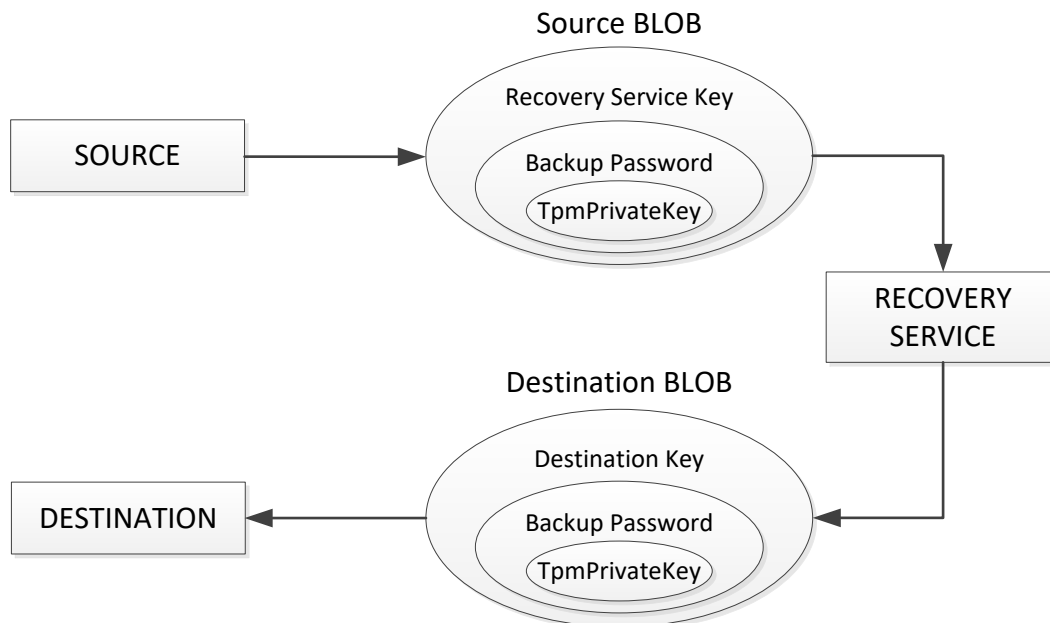 Source BLOB
Recovery Service Key
SOURCE
Backup Password
TpmPrivateKey
RECOVERY
SERVICE
Destination BLOB
Destination Key
DESTINATION
Backup Password
TpmPrivateKey